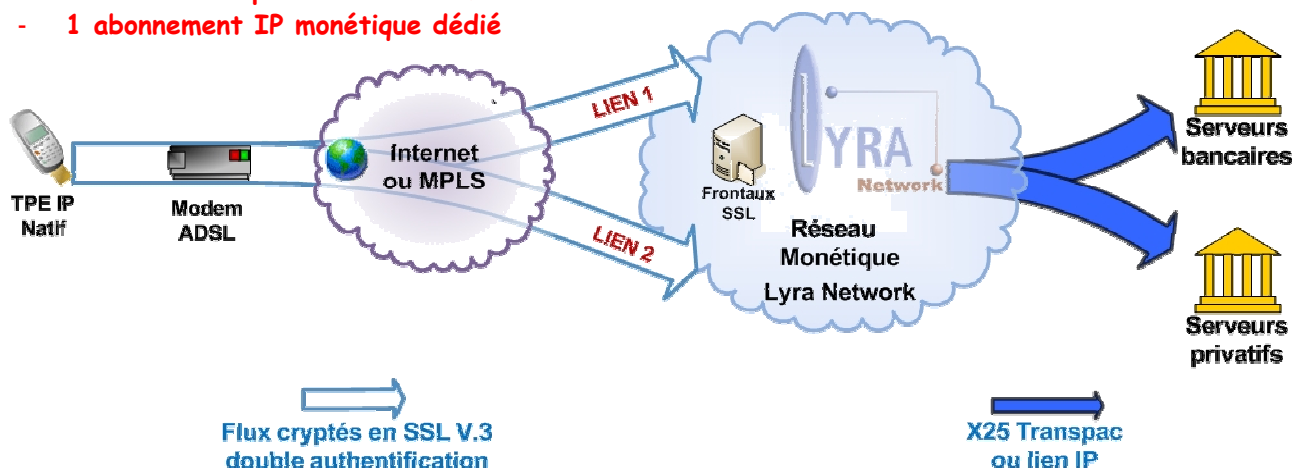 - 1 abonnement IP monétique dédié
LIEN 1
Serveurs
bancaires
Internet
ou MPLS
LYRA
Network
Frontaux
SSL
TPE IP
Natif
Modem
ADSL
LIEN 2
Réseau
Monétique
Lyra Network
Serveurs
privatifs
Flux cryptés en SSL V.3
double authentification
X25 Transpac
ou lien IP